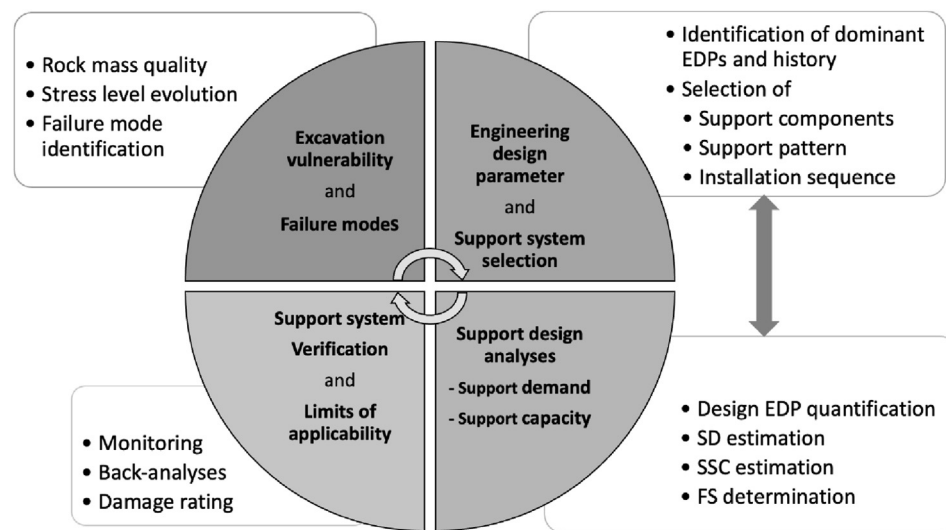 • Rock mass quality
• Stress level evolution
• Failure mode
identification
Excavation
vulnerability
and
Failure modes
Engineering
design
parameter
and
Support system
selection
• Identification of dominant
EDPs and history
• Selection of
• Support components
• Support pattern
• Installation sequence
Support system
Verification
and
Limits of
applicability
Support design
analyses
- Support demand
- Support capacity
• Monitoring
• Back-analyses
• Damage rating
• Design EDP quantification
• SD estimation
• SSC estimation
• FS determination